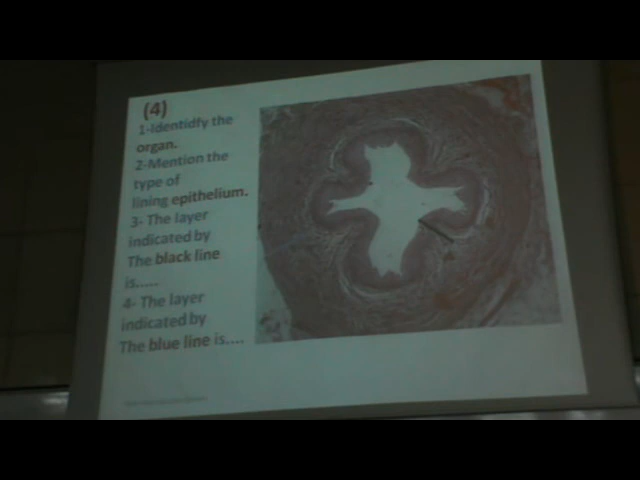 (4)
1-Identidfy the
organ.
2-Mention the
type of
lining epithelium.
3- The layer
indicated by
The black line
is.....
4- The layer
indicated by
The blue line is....